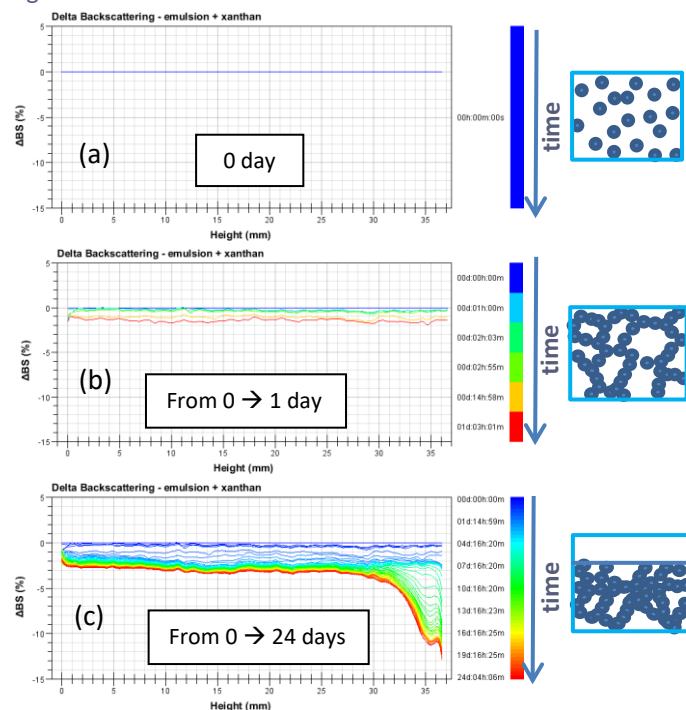 Delta Backscattering - emulsion + xanthan
ΔBS (%)
5
0
-5
-10
-15
(a)
0 day
0 5 10 15 20 25 30 35
Height (mm)
00h:00m:00s
time
Delta Backscattering - emulsion + xanthan
ΔBS (%)
5
0
-5
-10
-15
(b)
From 0 → 1 day
0 5 10 15 20 25 30 35
Height (mm)
00d:00h:00m
00d:01h:00m
00d:02h:03m
00d:02h:55m
00d:14h:58m
01d:03h:01m
time
Delta Backscattering - emulsion + xanthan
ΔBS (%)
5
0
-5
-10
-15
(c)
From 0 → 24 days
0 5 10 15 20 25 30 35
Height (mm)
00d:00h:00m
01d:14h:59m
04d:16h:20m
07d:16h:20m
10d:16h:20m
13d:23h:21m
16d:16h:25m
19d:16h:25m
24d:04h:06m
time